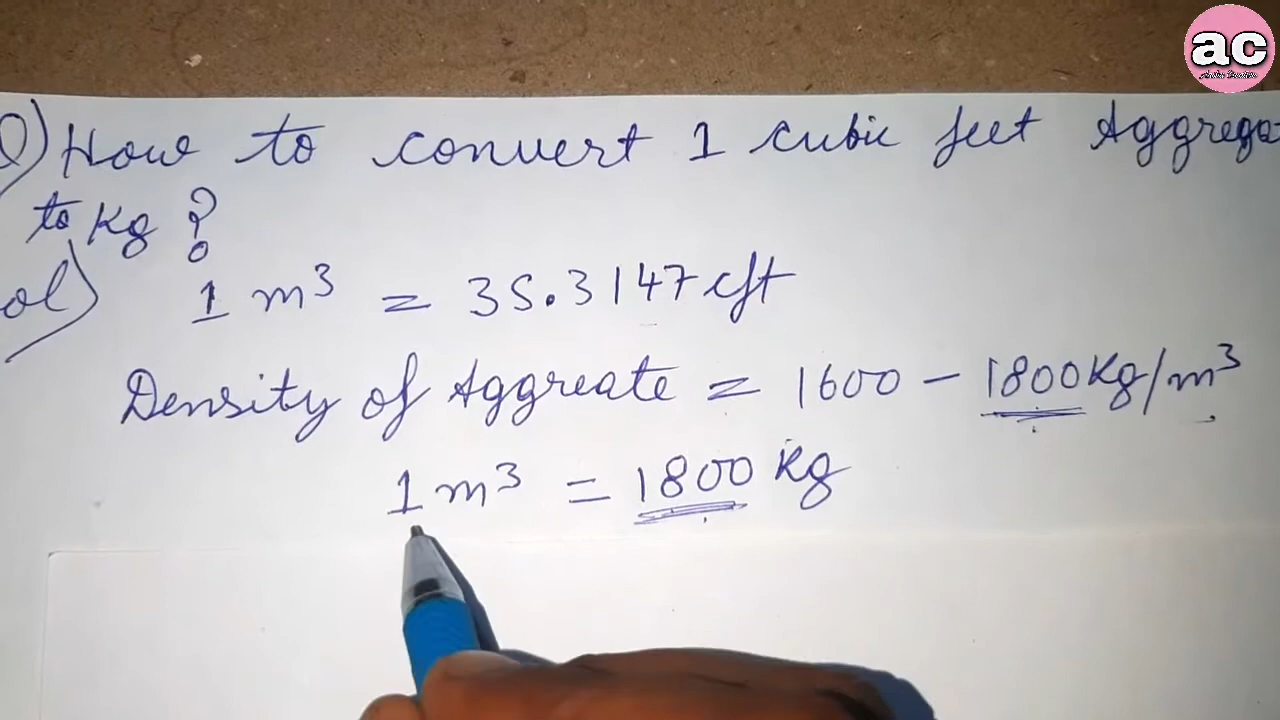 ac
Q) How to convert 1 cubic feet Aggrega
to Kg ?
ol) 1 m³ = 35.3147 cft
Density of Aggreate = 1600 - 1800 Kg/m³
1 m³ = 1800 Kg